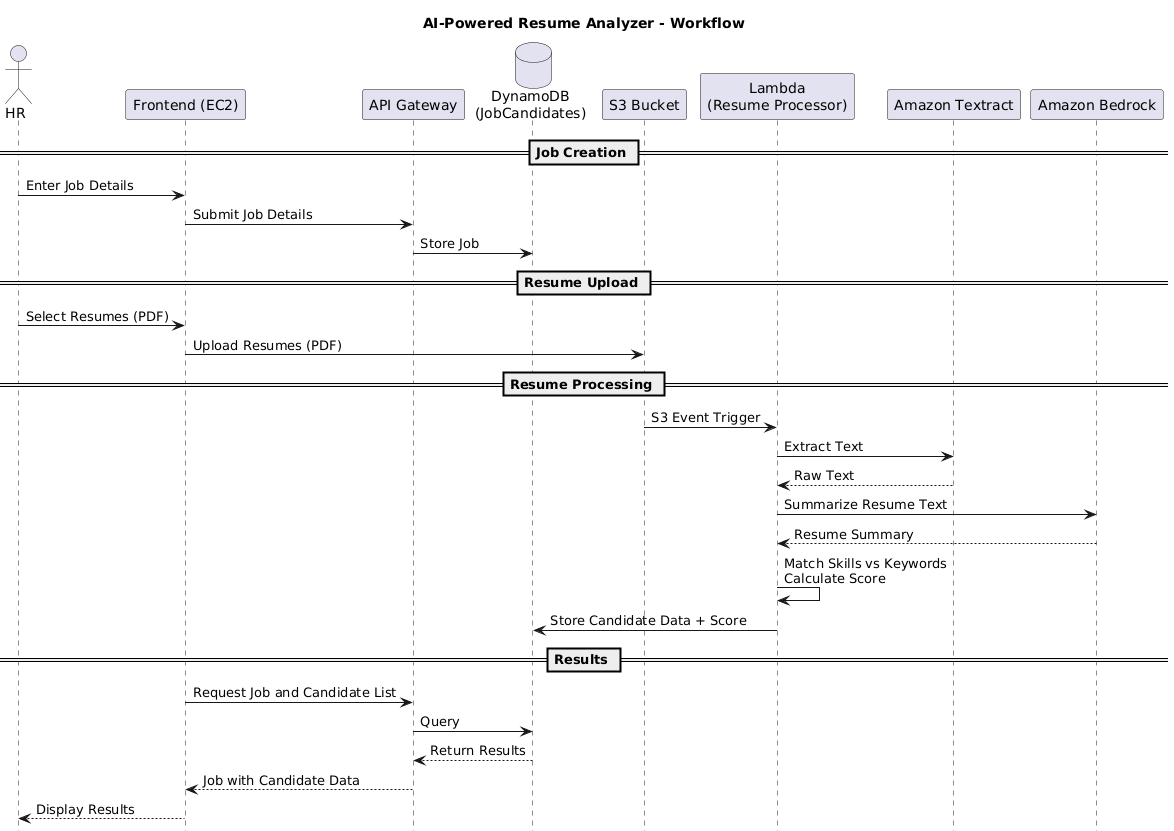 AI-Powered Resume Analyzer - Workflow
HR
Frontend (EC2)
API Gateway
DynamoDB
(JobCandidates)
S3 Bucket
Lambda
(Resume Processor)
Amazon Textract
Amazon Bedrock
Job Creation
Enter Job Details
Submit Job Details
Store Job
Resume Upload
Select Resumes (PDF)
Upload Resumes (PDF)
Resume Processing
S3 Event Trigger
Extract Text
Raw Text
Summarize Resume Text
Resume Summary
Match Skills vs Keywords
Calculate Score
Store Candidate Data + Score
Results
Request Job and Candidate List
Query
Return Results
Job with Candidate Data
Display Results